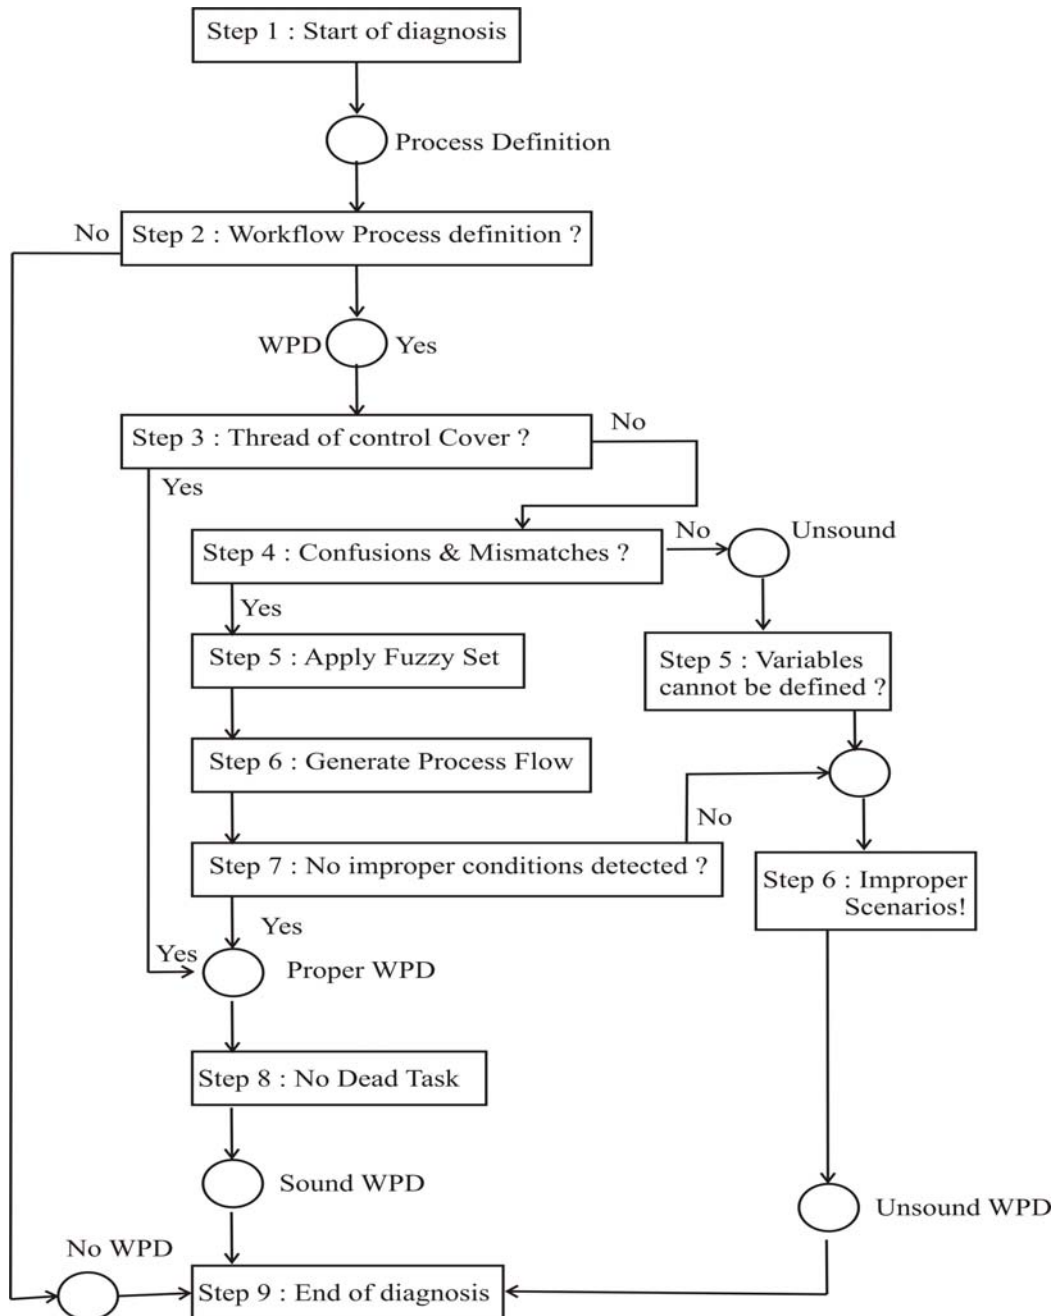 Step 1 : Start of diagnosis
Process Definition
No
Step 2 : Workflow Process definition ?
WPD
Yes
Step 3 : Thread of control Cover ?
No
Yes
Step 4 : Confusions & Mismatches ?
No
Unsound
Yes
Step 5 : Apply Fuzzy Set
Step 5 : Variables
cannot be defined ?
Step 6 : Generate Process Flow
No
Step 7 : No improper conditions detected ?
Step 6 : Improper
Scenarios!
Yes
Yes
Proper WPD
Step 8 : No Dead Task
Sound WPD
Unsound WPD
No WPD
Step 9 : End of diagnosis